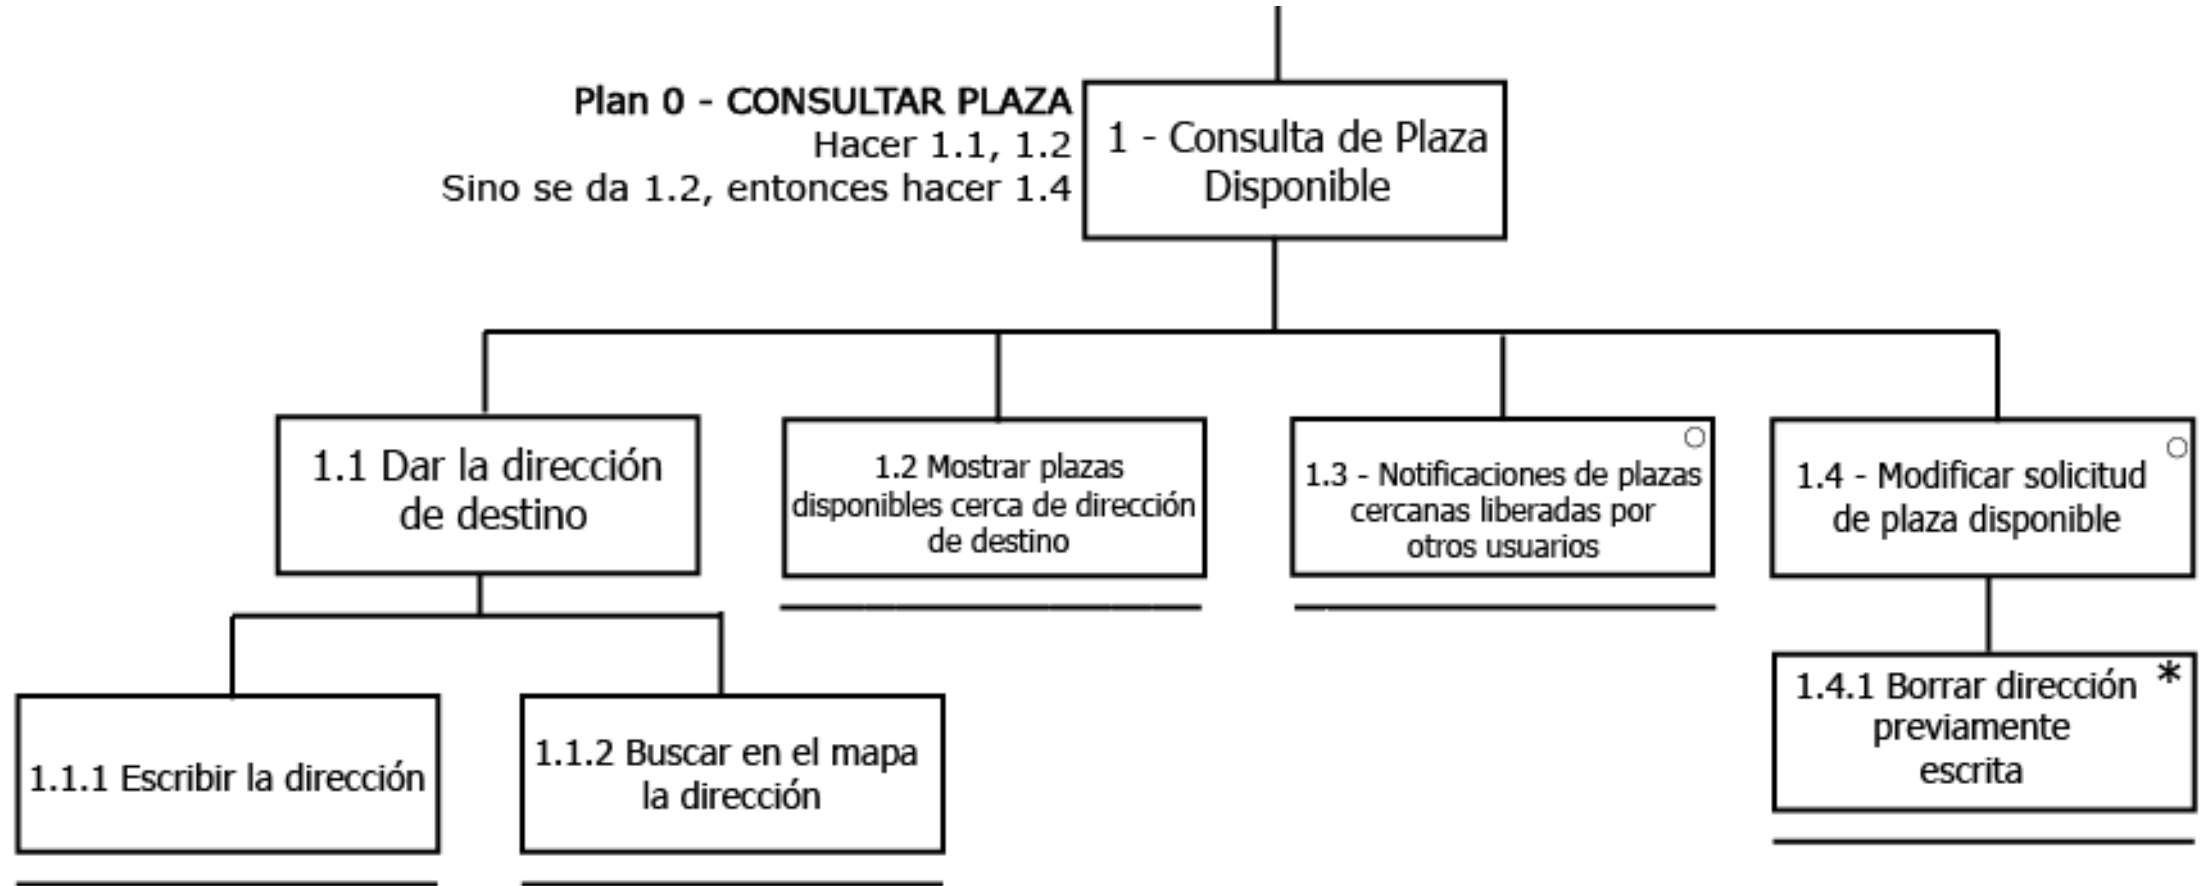 Plan 0 - CONSULTAR PLAZA
Hacer 1.1, 1.2
Sino se da 1.2, entonces hacer 1.4
1 - Consulta de Plaza
Disponible
1.1 Dar la dirección
de destino
1.2 Mostrar plazas
disponibles cerca de dirección
de destino
1.3 - Notificaciones de plazas
cercanas liberadas por
otros usuarios
1.4 - Modificar solicitud
de plaza disponible
1.1.1 Escribir la dirección
1.1.2 Buscar en el mapa
la dirección
1.4.1 Borrar dirección *
previamente
escrita